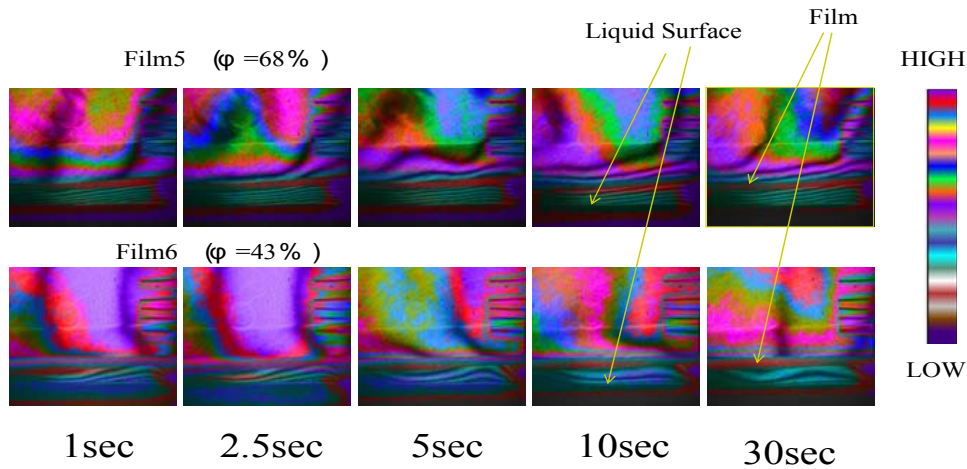 Film
Liquid Surface
Film5 (φ =68% )
HIGH
Film6 (φ =43% )
LOW
1sec 2.5sec 5sec 10sec 30sec